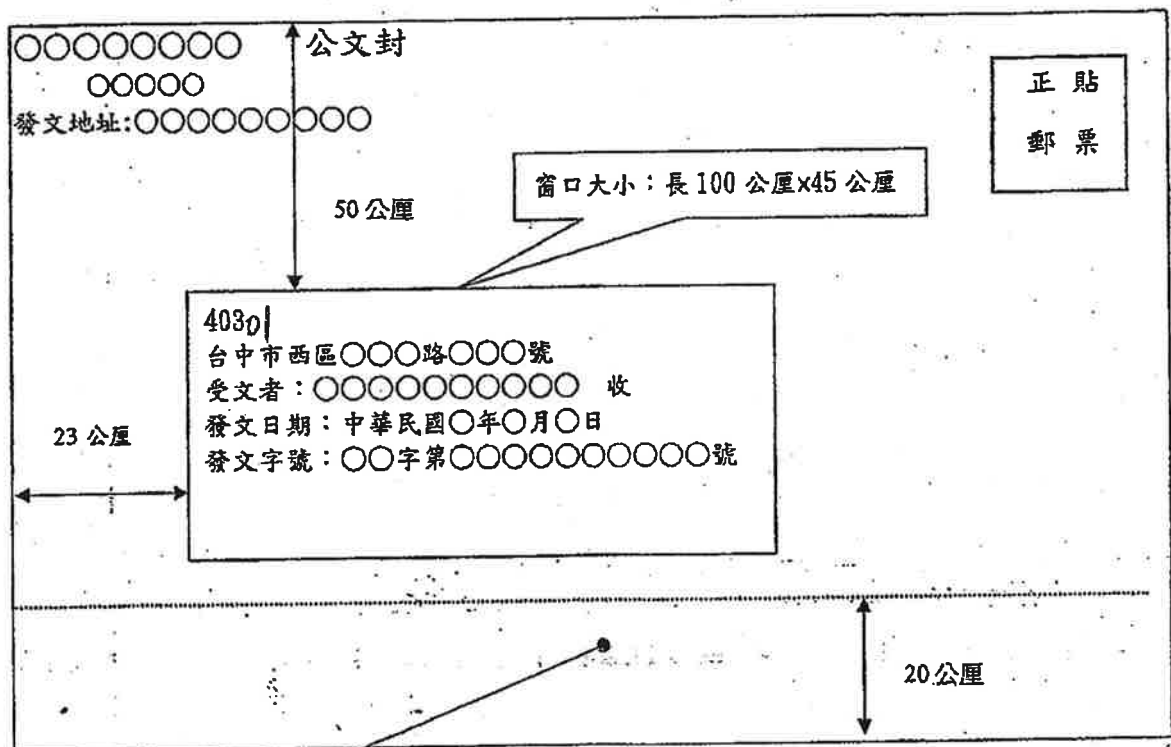 ○○○○○○○○○
○○○○○
發文地址:○○○○○○○○○
公文封
正 貼
郵 票
窗口大小：長100公厘x45公厘
50公厘
40301
台中市西區○○○路○○○號
受文者：○○○○○○○○○○ 收
發文日期：中華民國○年○月○日
發文字號：○○字第○○○○○○○○○○號
23公厘
20公厘